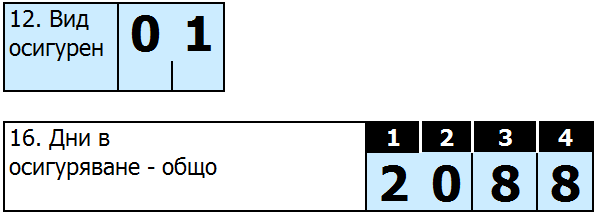 12. Вид
осигурен
0 1
16. Дни в
осигуряване - общо
1 2 3 4
2 0 8 8